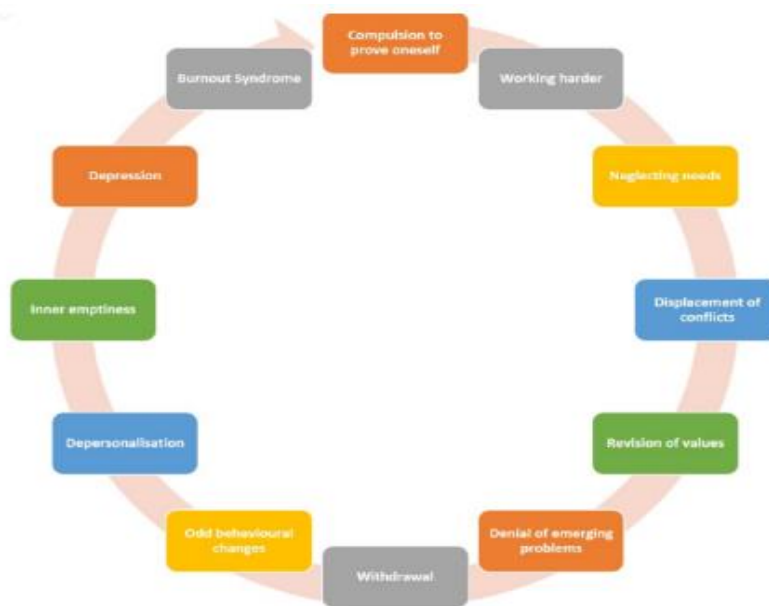 Compulsion to
prove oneself
Working harder
Neglecting needs
Displacement of
conflicts
Revision of values
Denial of emerging
problems
Withdrawal
Odd behavioural
changes
Depersonalisation
Inner emptiness
Depression
Burnout Syndrome